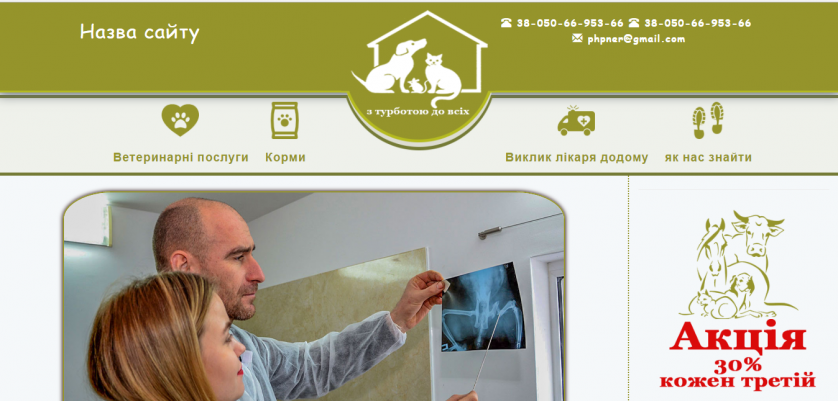 Назва сайту
38-050-66-953-66 38-050-66-953-66
phpner@gmail.com
з турботою до всіх
Ветеринарні послуги
Корми
Виклик лікаря додому
як нас знайти
Акція
30%
кожен третій